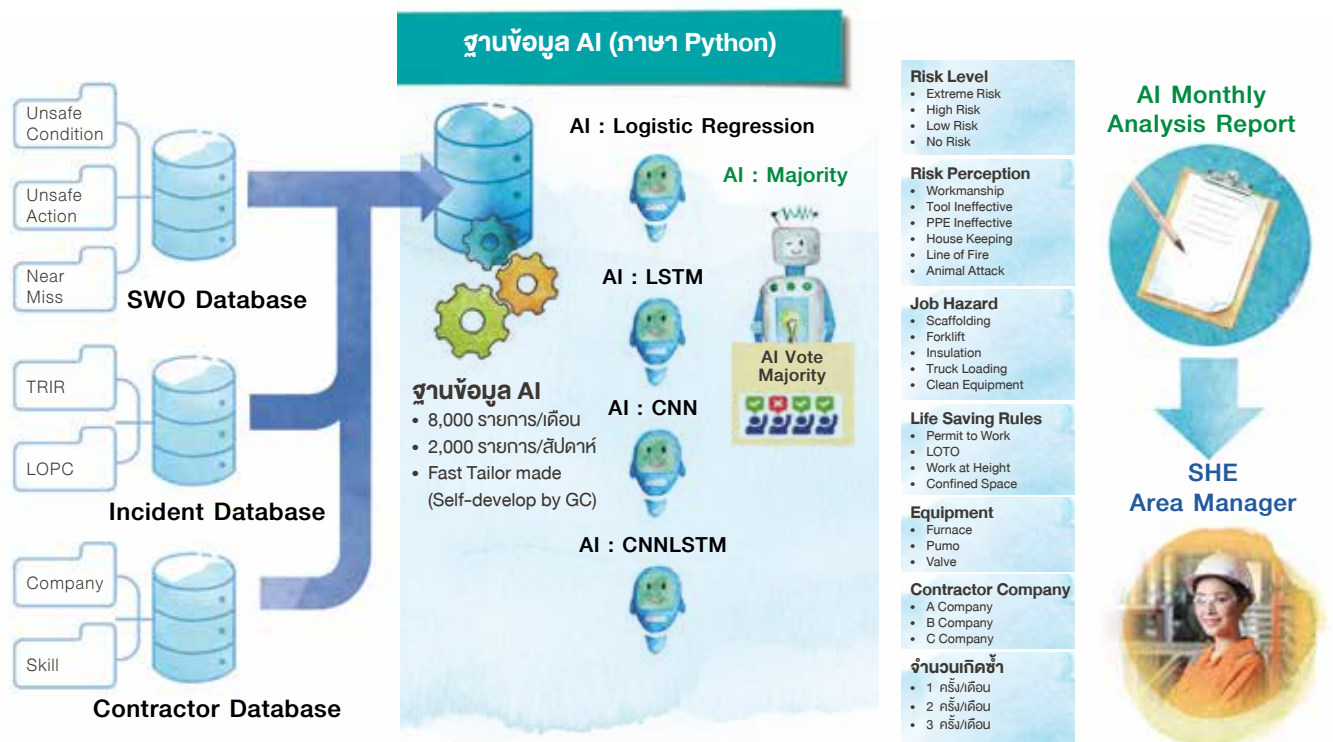 ฐานข้อมูล AI (ภาษา Python)
Unsafe
Condition
Unsafe
Action
Near
Miss
SWO Database
TRIR
LOPC
Incident Database
Company
Skill
Contractor Database
ฐานข้อมูล AI
• 8,000 รายการ/เดือน
• 2,000 รายการ/สัปดาห์
• Fast Tailor made
(Self-develop by GC)
AI : Logistic Regression
AI : LSTM
AI : CNN
AI : CNNLSTM
AI : Majority
AI Vote
Majority
Risk Level
• Extreme Risk
• High Risk
• Low Risk
• No Risk
Risk Perception
• Workmanship
• Tool Ineffective
• PPE Ineffective
• House Keeping
• Line of Fire
• Animal Attack
Job Hazard
• Scaffolding
• Forklift
• Insulation
• Truck Loading
• Clean Equipment
Life Saving Rules
• Permit to Work
• LOTO
• Work at Height
• Confined Space
Equipment
• Furnace
• Pumo
• Valve
Contractor Company
• A Company
• B Company
• C Company
จำนวนเกิดซ้ำ
• 1 ครั้ง/เดือน
• 2 ครั้ง/เดือน
• 3 ครั้ง/เดือน
AI Monthly
Analysis Report
SHE
Area Manager